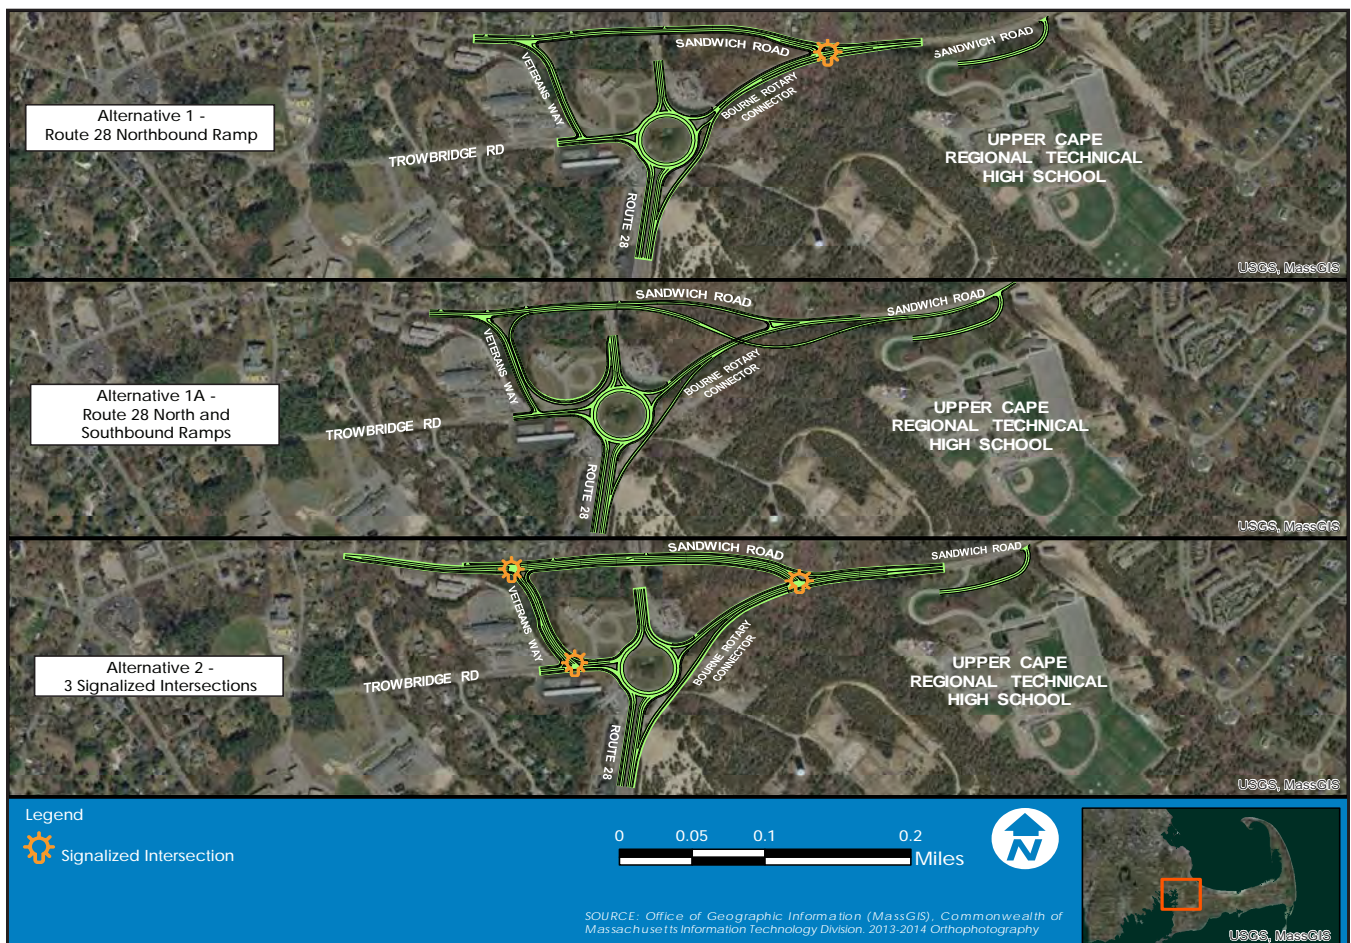 SANDWICH ROAD
SANDWICH ROAD
VETERANS WAY
BOURNE ROTARY
CONNECTOR
Alternative 1 -
Route 28 Northbound Ramp
TROWBRIDGE RD
UPPER CAPE
REGIONAL TECHNICAL
HIGH SCHOOL
ROUTE 28
USGS, MassGIS
SANDWICH ROAD
SANDWICH ROAD
VETERANS WAY
BOURNE ROTARY
CONNECTOR
Alternative 1A -
Route 28 North and
Southbound Ramps
TROWBRIDGE RD
UPPER CAPE
REGIONAL TECHNICAL
HIGH SCHOOL
ROUTE 28
USGS, MassGIS
SANDWICH ROAD
SANDWICH ROAD
VETERANS WAY
BOURNE ROTARY
CONNECTOR
Alternative 2 -
3 Signalized Intersections
TROWBRIDGE RD
UPPER CAPE
REGIONAL TECHNICAL
HIGH SCHOOL
ROUTE 28
USGS, MassGIS
Legend
Signalized Intersection
0 0.05 0.1 0.2
Miles
N
SOURCE: Office of Geographic Information (MassGIS), Commonwealth of
Massachusetts Information Technology Division. 2013-2014 Orthophotography
USGS, MassGIS